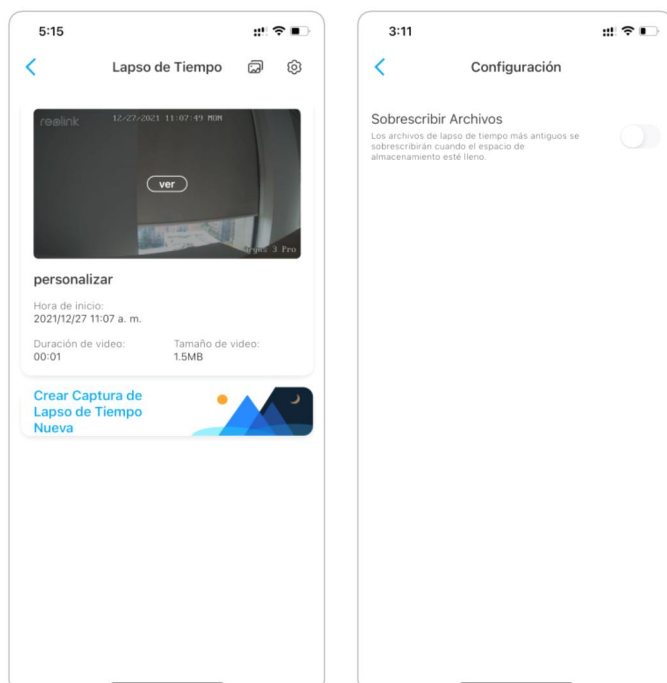 5:15
Lapso de Tiempo
reolink
12/27/2021 11:07:49 MON
ver
Argus 3 Pro
personalizar
Hora de inicio:
2021/12/27 11:07 a. m.
Duración de video:
Tamaño de video:
00:01
1.5MB
Crear Captura de
Lapso de Tiempo
Nueva
3:11
Configuración
Sobrescribir Archivos
Los archivos de lapso de tiempo más antiguos se
sobrescribirán cuando el espacio de
almacenamiento esté lleno.